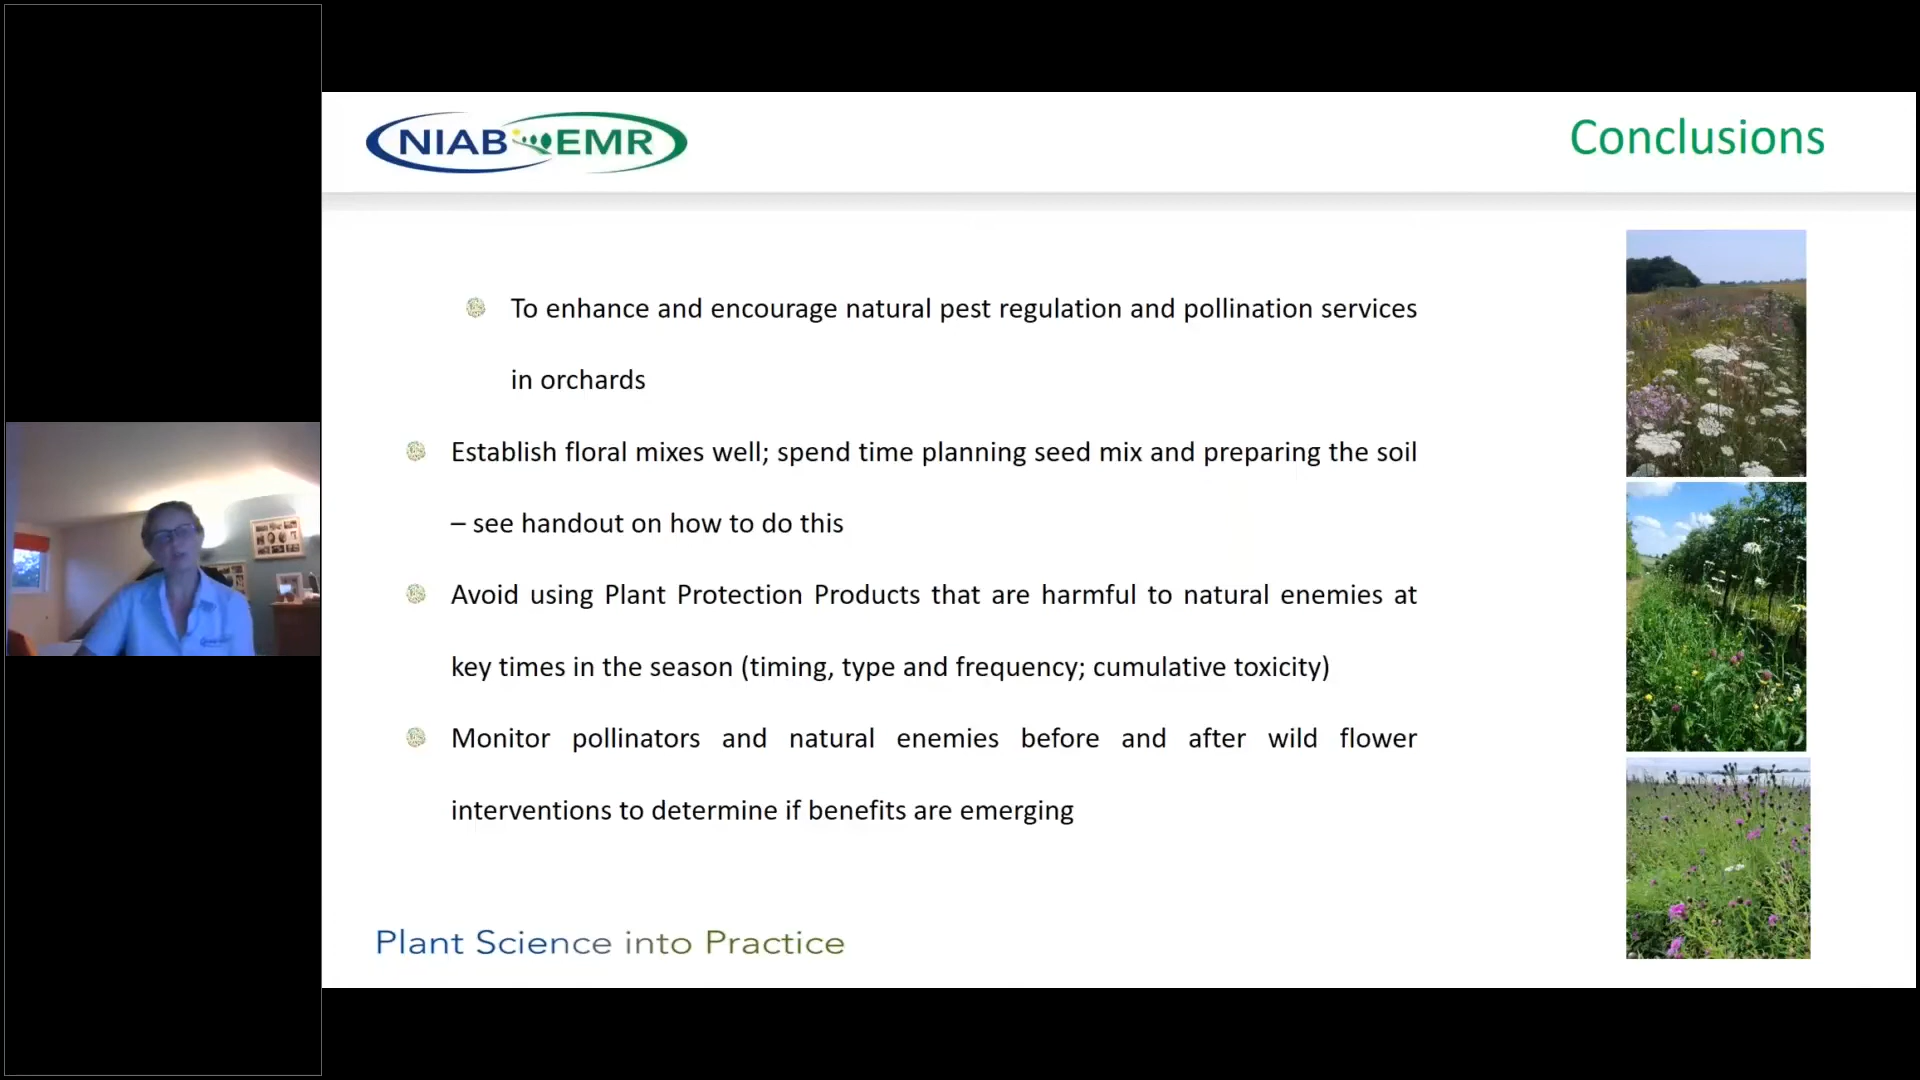 NIAB EMR
Conclusions
To enhance and encourage natural pest regulation and pollination services
in orchards
Establish floral mixes well; spend time planning seed mix and preparing the soil
– see handout on how to do this
Avoid using Plant Protection Products that are harmful to natural enemies at
key times in the season (timing, type and frequency; cumulative toxicity)
Monitor pollinators and natural enemies before and after wild flower
interventions to determine if benefits are emerging
Plant Science into Practice